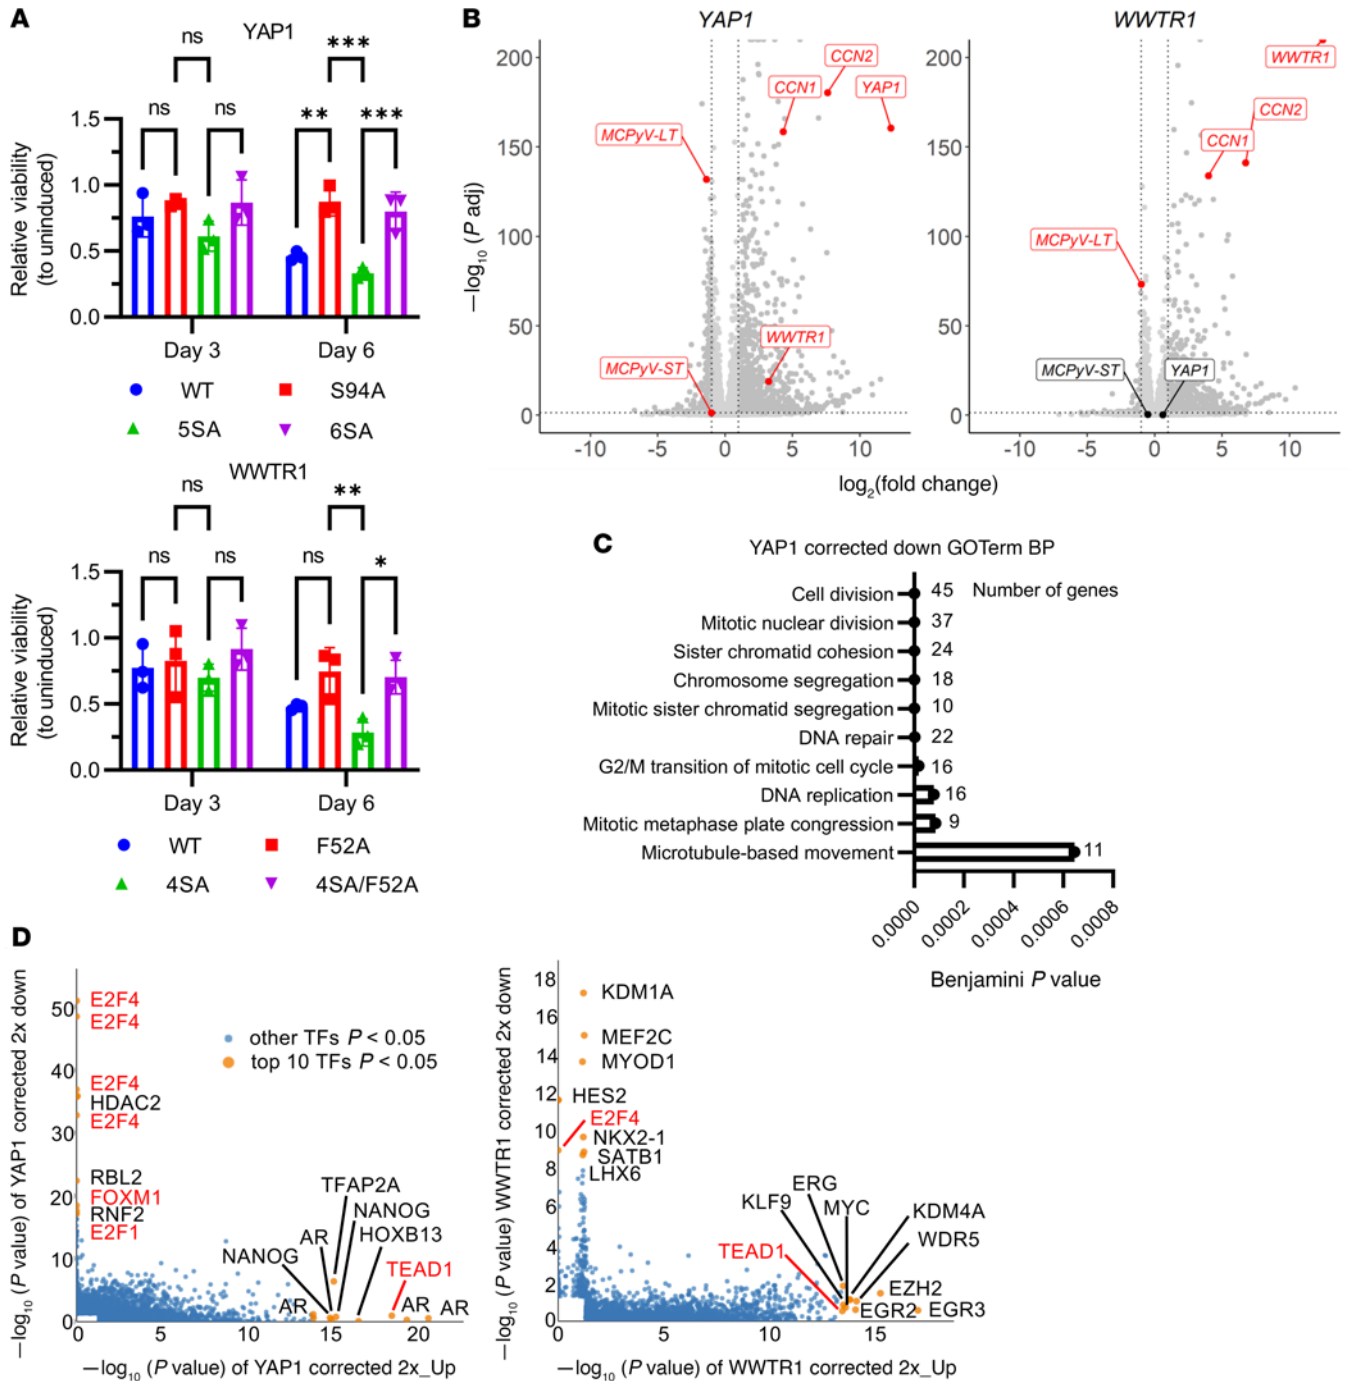 A
YAP1
ns
***
ns
ns
**
***
Relative viability
(to uninduced)
1.5
1.0
0.5
0.0
Day 3
Day 6
WT
S94A
5SA
6SA
WWTR1
ns
**
ns
ns
ns
*
Relative viability
(to uninduced)
1.5
1.0
0.5
0.0
Day 3
Day 6
WT
F52A
4SA
4SA/F52A
B
YAP1
WWTR1
—log10 (P adj)
200
150
100
50
0
CCN2
CCN1
YAP1
MCPyV-LT
WWTR1
MCPyV-ST
-10
-5
0
5
10
200
150
100
50
0
WWTR1
CCN2
CCN1
MCPyV-LT
MCPyV-ST
YAP1
-10
-5
0
5
10
log2(fold change)
C
YAP1 corrected down GOTerm BP
Number of genes
Cell division
45
Mitotic nuclear division
37
Sister chromatid cohesion
24
Chromosome segregation
18
Mitotic sister chromatid segregation
10
DNA repair
22
G2/M transition of mitotic cell cycle
16
DNA replication
16
Mitotic metaphase plate congression
9
Microtubule-based movement
11
0.0000
0.0002
0.0004
0.0006
0.0008
Benjamini P value
D
—log10 (P value) of YAP1 corrected 2x down
50
40
30
20
10
0
E2F4
E2F4
E2F4
HDAC2
E2F4
RBL2
FOXM1
RNF2
E2F1
other TFs P < 0.05
top 10 TFs P < 0.05
TFAP2A
NANOG
AR
HOXB13
NANOG
TEAD1
AR
AR
AR
0
5
10
15
20
—log10 (P value) of YAP1 corrected 2x_Up
—log10 (P value) WWTR1 corrected 2x down
18
16
14
12
10
8
6
4
2
0
KDM1A
MEF2C
MYOD1
HES2
E2F4
NKX2-1
SATB1
LHX6
ERG
KLF9
MYC
KDM4A
WDR5
TEAD1
EZH2
EGR2
EGR3
0
5
10
15
—log10 (P value) of WWTR1 corrected 2x_Up